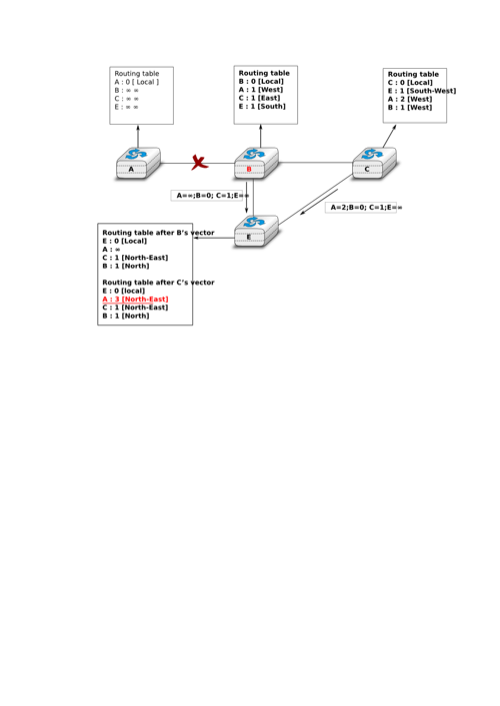 Routing table
A : 0 [ Local ]
B : ∞ ∞
C : ∞ ∞
E : ∞ ∞
Routing table
B : 0 [Local]
A : 1 [West]
C : 1 [East]
E : 1 [South]
Routing table
C : 0 [Local]
E : 1 [South-West]
A : 2 [West]
B : 1 [West]
A
B
C
A=∞;B=0; C=1;E=∞
A=2;B=0; C=1;E=∞
E
Routing table after B's vector
E : 0 [Local]
A : ∞
C : 1 [North-East]
B : 1 [North]
Routing table after C's vector
E : 0 [local]
A : 3 [North-East]
C : 1 [North-East]
B : 1 [North]